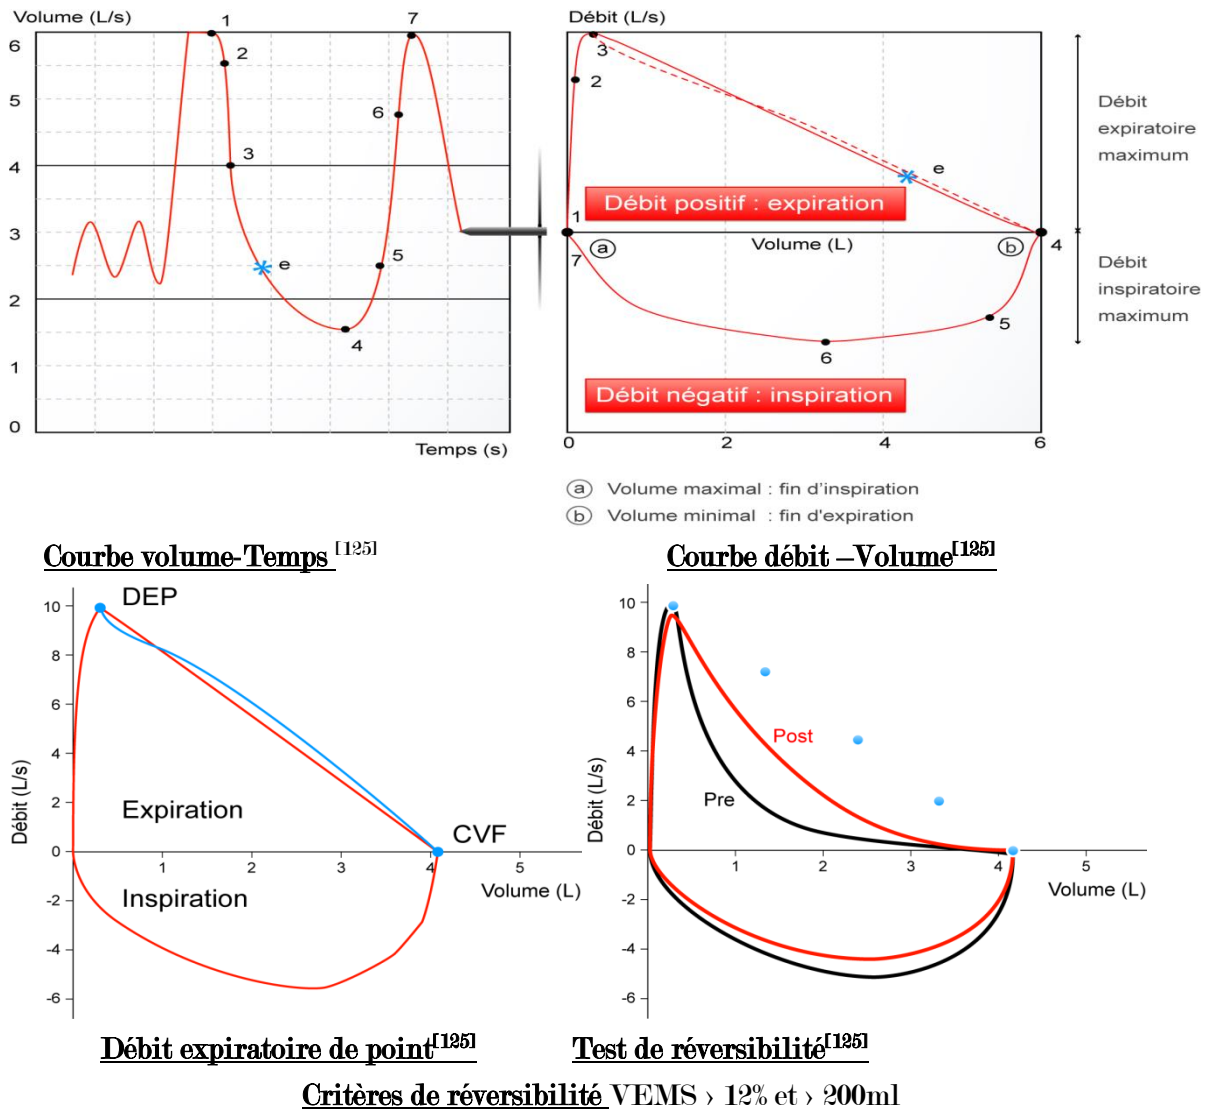 Volume (L/s)
1
2
3
4
5
6
7
e
6
5
4
3
2
1
0
Temps (s)
Débit (L/s)
3
2
e
Débit positif : expiration
1
Volume (L)
a
b
4
7
5
6
Débit négatif : inspiration
0
2
4
6
Débit
expiratoire
maximum
Débit
inspiratoire
maximum
a Volume maximal : fin d'inspiration
b Volume minimal : fin d'expiration
Courbe volume-Temps [125]
Courbe débit –Volume[125]
DEP
10
8
6
4
2
0
-2
-4
-6
Débit (L/s)
Expiration
CVF
1
2
3
4
5
Volume (L)
Inspiration
10
8
6
4
2
0
-2
-4
-6
Débit (L/s)
Post
Pre
1
2
3
4
5
Volume (L)
Débit expiratoire de point[125]
Test de réversibilité[125]
Critères de réversibilité VEMS › 12% et › 200ml